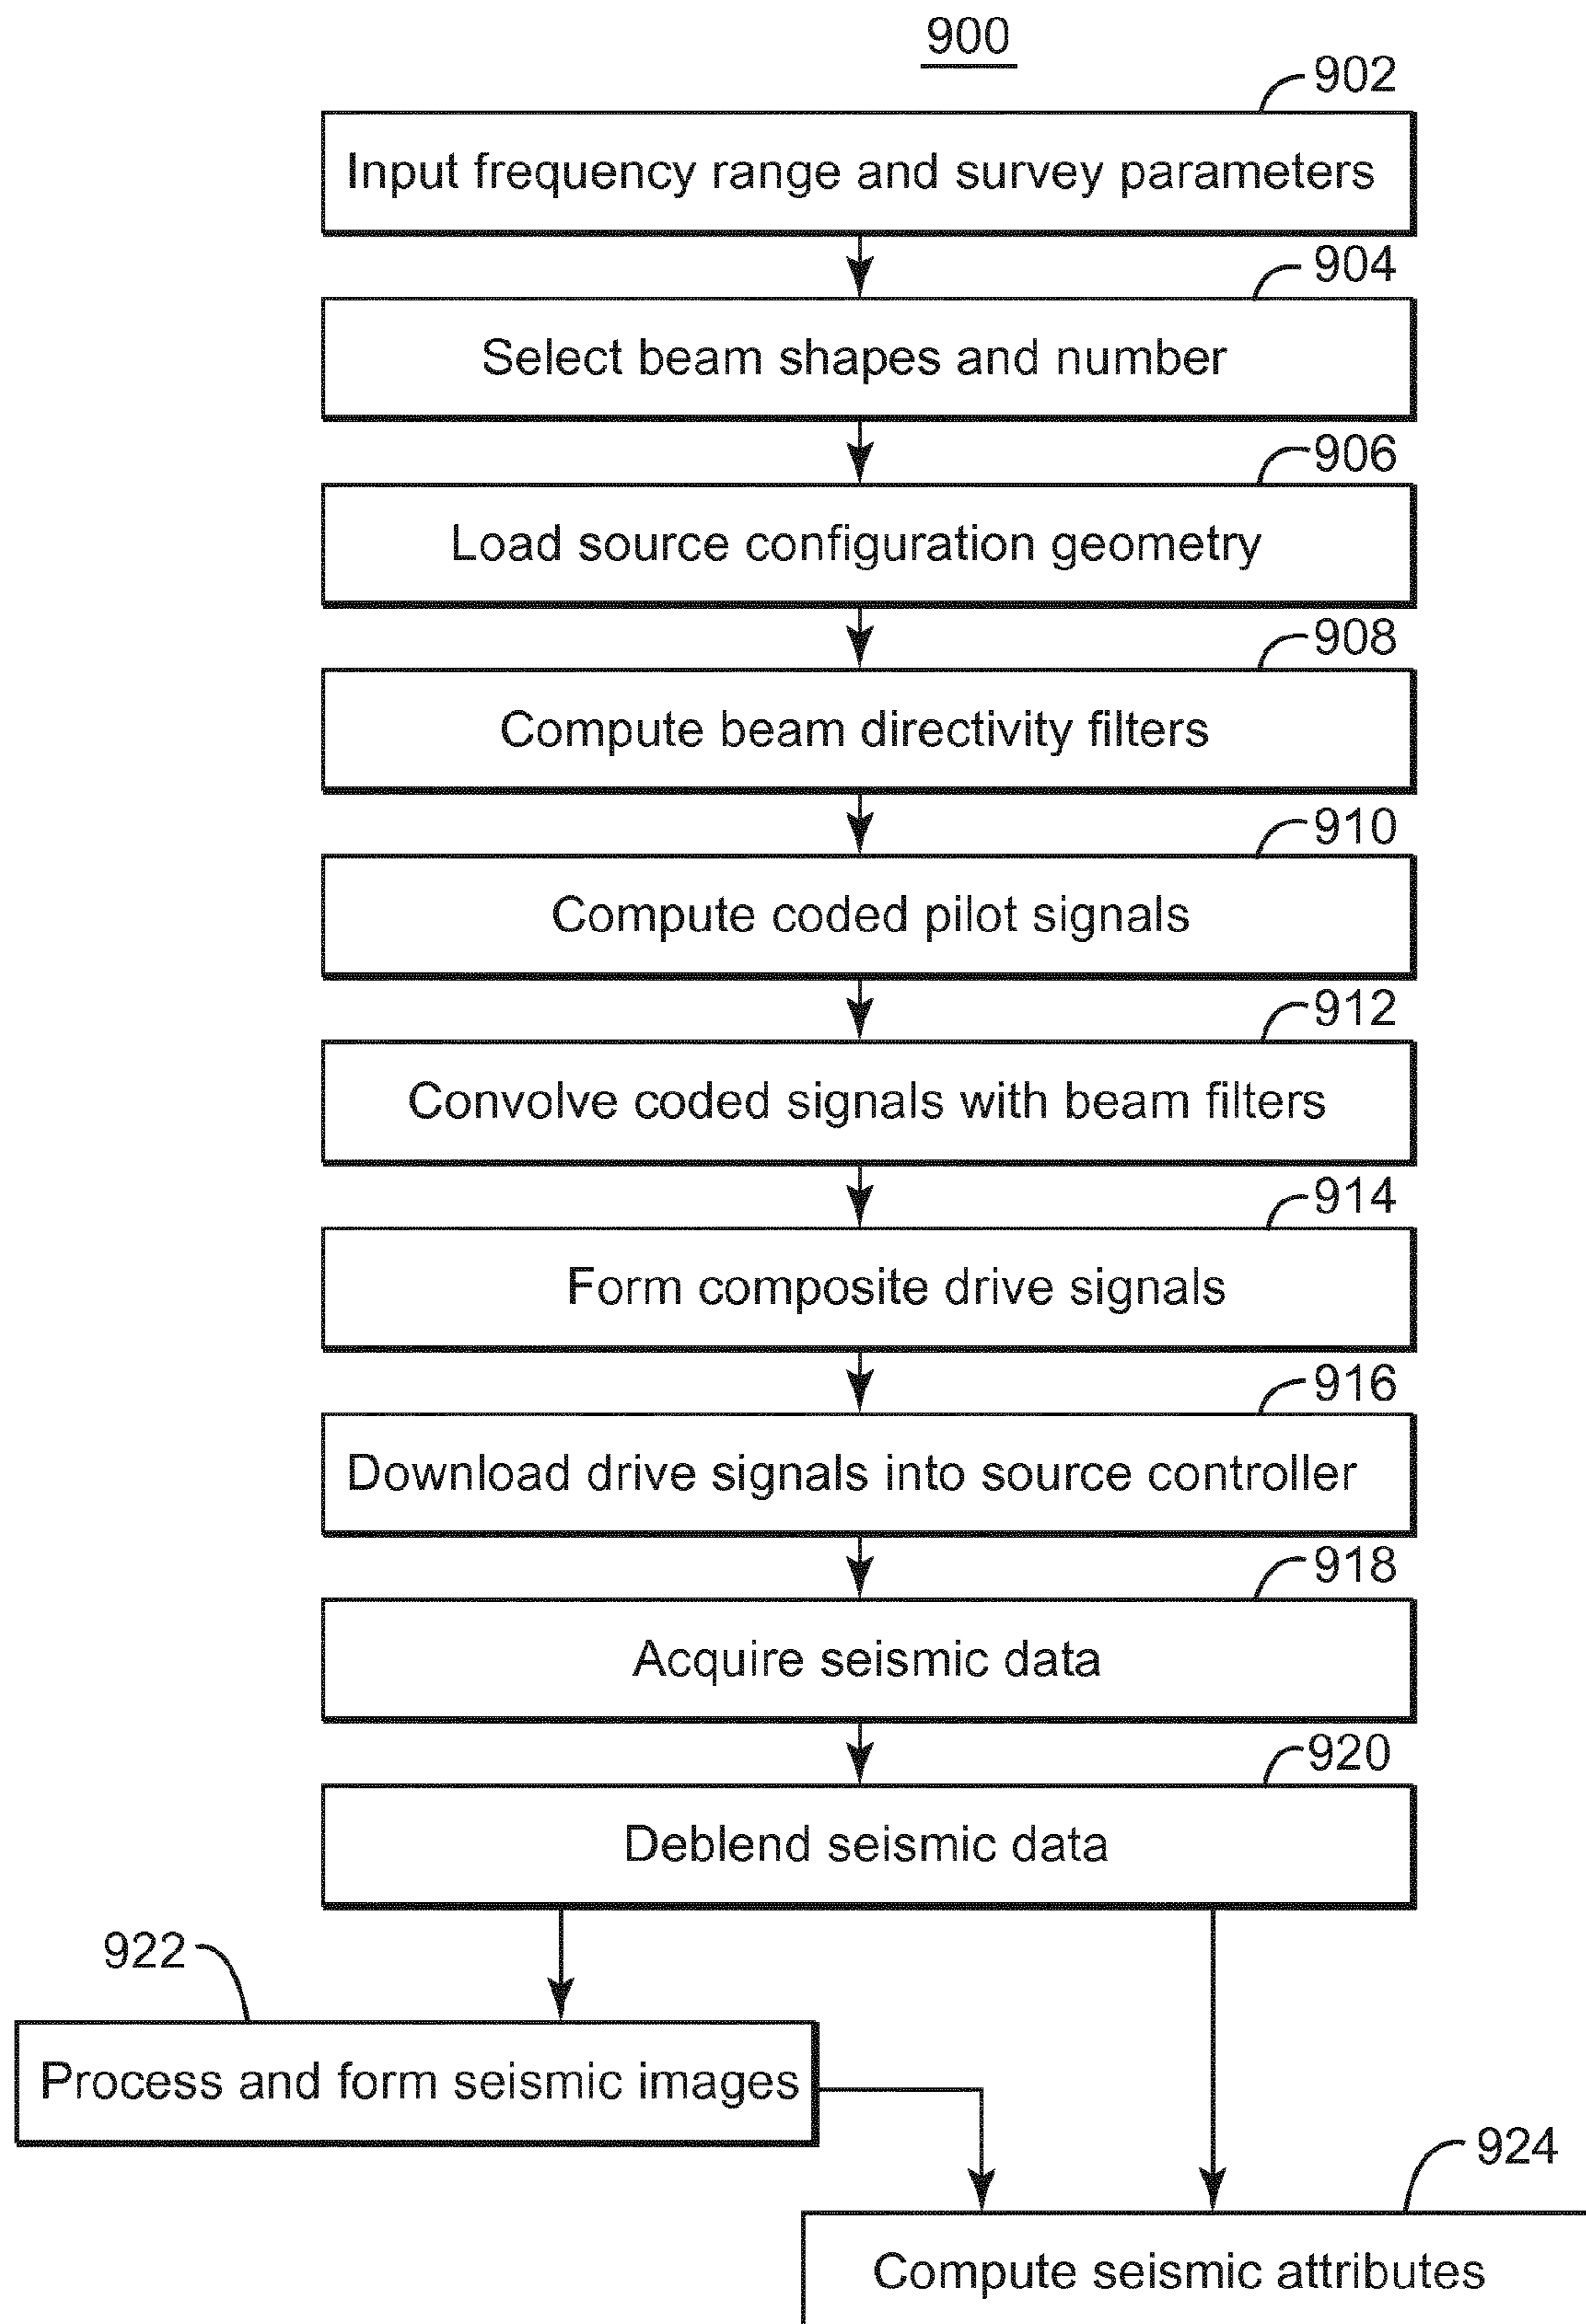 900
902
Input frequency range and survey parameters
904
Select beam shapes and number
906
Load source configuration geometry
908
Compute beam directivity filters
910
Compute coded pilot signals
912
Convolve coded signals with beam filters
914
Form composite drive signals
916
Download drive signals into source controller
918
Acquire seismic data
920
Deblend seismic data
922
Process and form seismic images
924
Compute seismic attributes